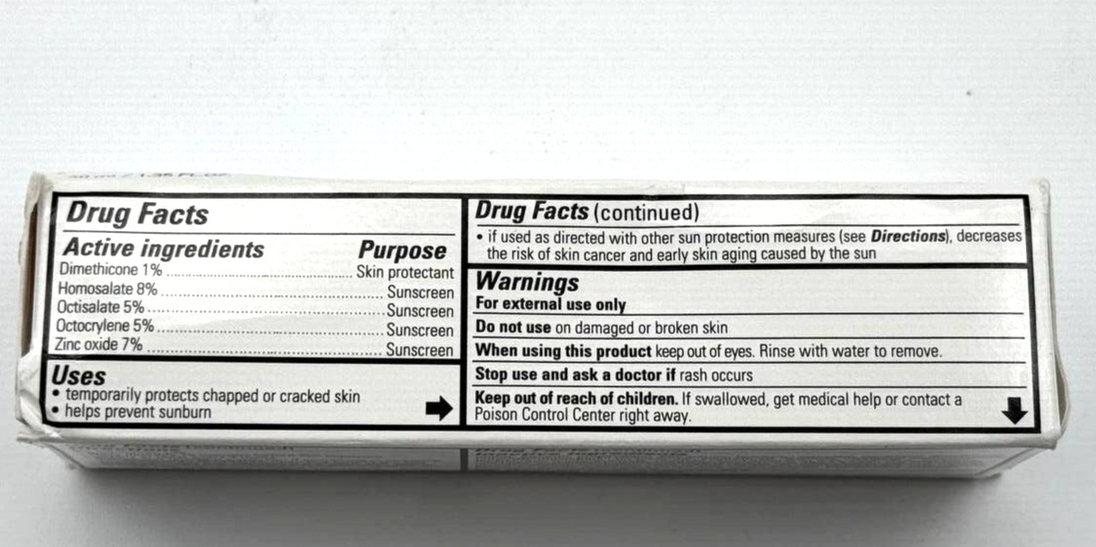 Drug Facts
Active ingredients Purpose
Dimethicone 1% ........ Skin protectant
Homosalate 8% ........ Sunscreen
Octisalate 5% ........ Sunscreen
Octocrylene 5% ........ Sunscreen
Zinc oxide 7% ........ Sunscreen
Uses
• temporarily protects chapped or cracked skin
• helps prevent sunburn
Drug Facts (continued)
• if used as directed with other sun protection measures (see Directions), decreases
the risk of skin cancer and early skin aging caused by the sun
Warnings
For external use only
Do not use on damaged or broken skin
When using this product keep out of eyes. Rinse with water to remove.
Stop use and ask a doctor if rash occurs
Keep out of reach of children. If swallowed, get medical help or contact a
Poison Control Center right away.